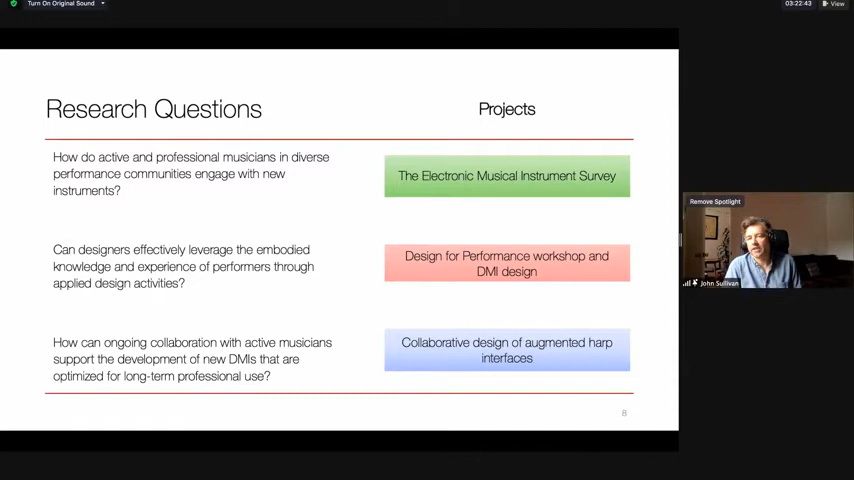 Turn On Original Sound
03:22:43
View
Research Questions
Projects
How do active and professional musicians in diverse
performance communities engage with new
instruments?
The Electronic Musical Instrument Survey
Can designers effectively leverage the embodied
knowledge and experience of performers through
applied design activities?
Design for Performance workshop and
DMI design
How can ongoing collaboration with active musicians
support the development of new DMIs that are
optimized for long-term professional use?
Collaborative design of augmented harp
interfaces
8
Remove Spotlight
John Sullivan